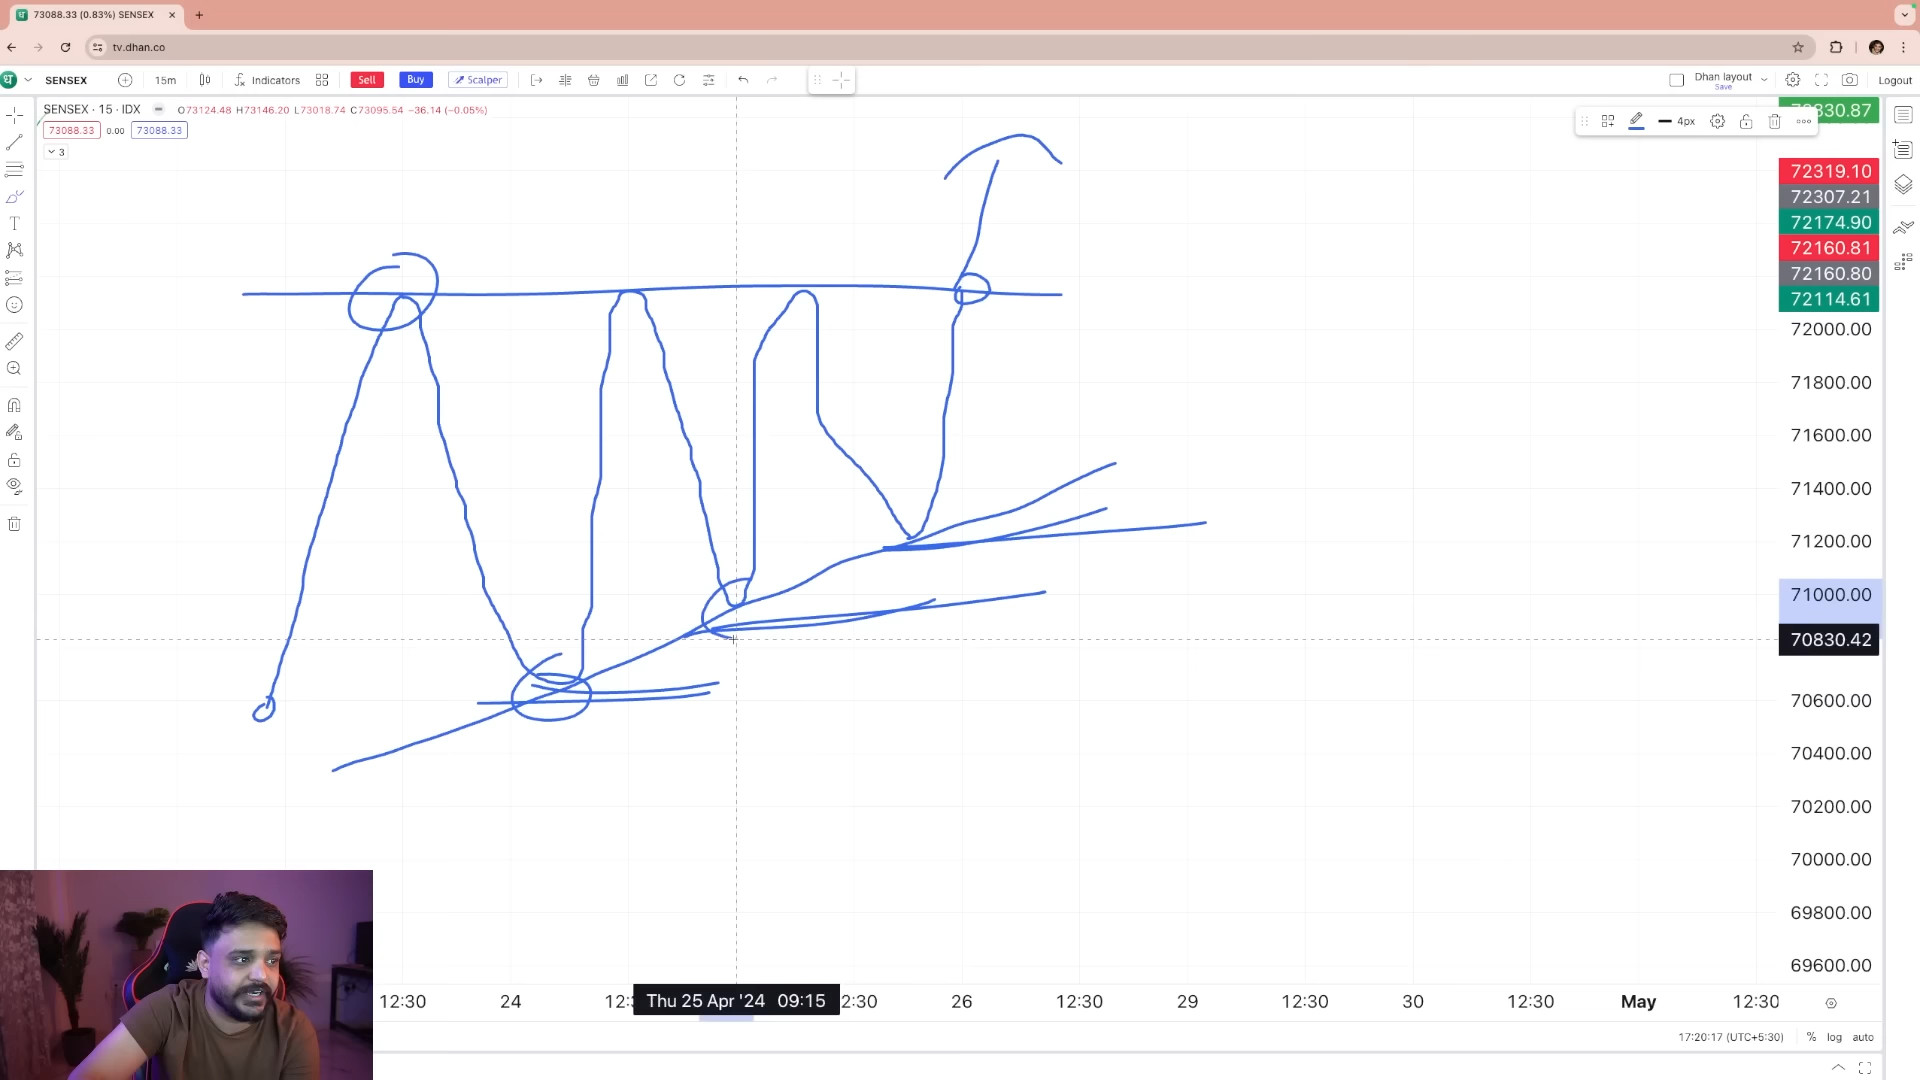 73088.33 (0.83%) SENSEX
tv.dhan.co
SENSEX 15m Indicators Sell Buy Scalper Dhan layout Save Logout
SENSEX · 15 · IDX O73124.48 H73146.20 L73018.74 C73095.54 −36.14 (−0.05%)
73088.33 0.00 73088.33
3
4px
72319.10
72307.21
72174.90
72160.81
72160.80
72114.61
72000.00
71800.00
71600.00
71400.00
71200.00
71000.00
70830.42
70600.00
70400.00
70200.00
70000.00
69800.00
69600.00
12:30 24 Thu 25 Apr '24 09:15 26 12:30 29 12:30 30 12:30 May 12:30
17:20:17 (UTC+5:30) % log auto